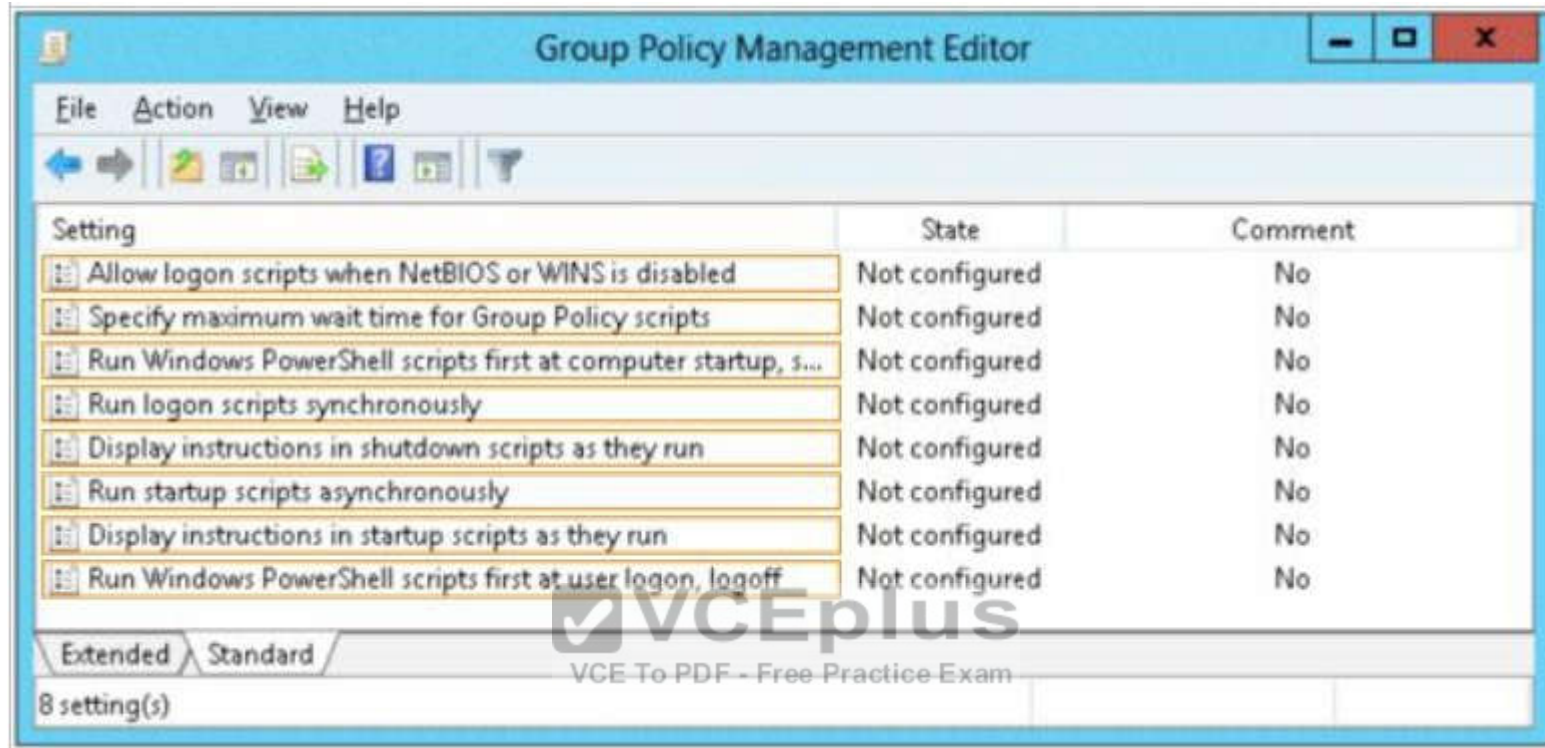 Group Policy Management Editor
File Action View Help
Setting State Comment
Allow logon scripts when NetBIOS or WINS is disabled Not configured No
Specify maximum wait time for Group Policy scripts Not configured No
Run Windows PowerShell scripts first at computer startup, s... Not configured No
Run logon scripts synchronously Not configured No
Display instructions in shutdown scripts as they run Not configured No
Run startup scripts asynchronously Not configured No
Display instructions in startup scripts as they run Not configured No
Run Windows PowerShell scripts first at user logon, logoff Not configured No
VCEplus
Extended Standard
VCE To PDF - Free Practice Exam
8 setting(s)